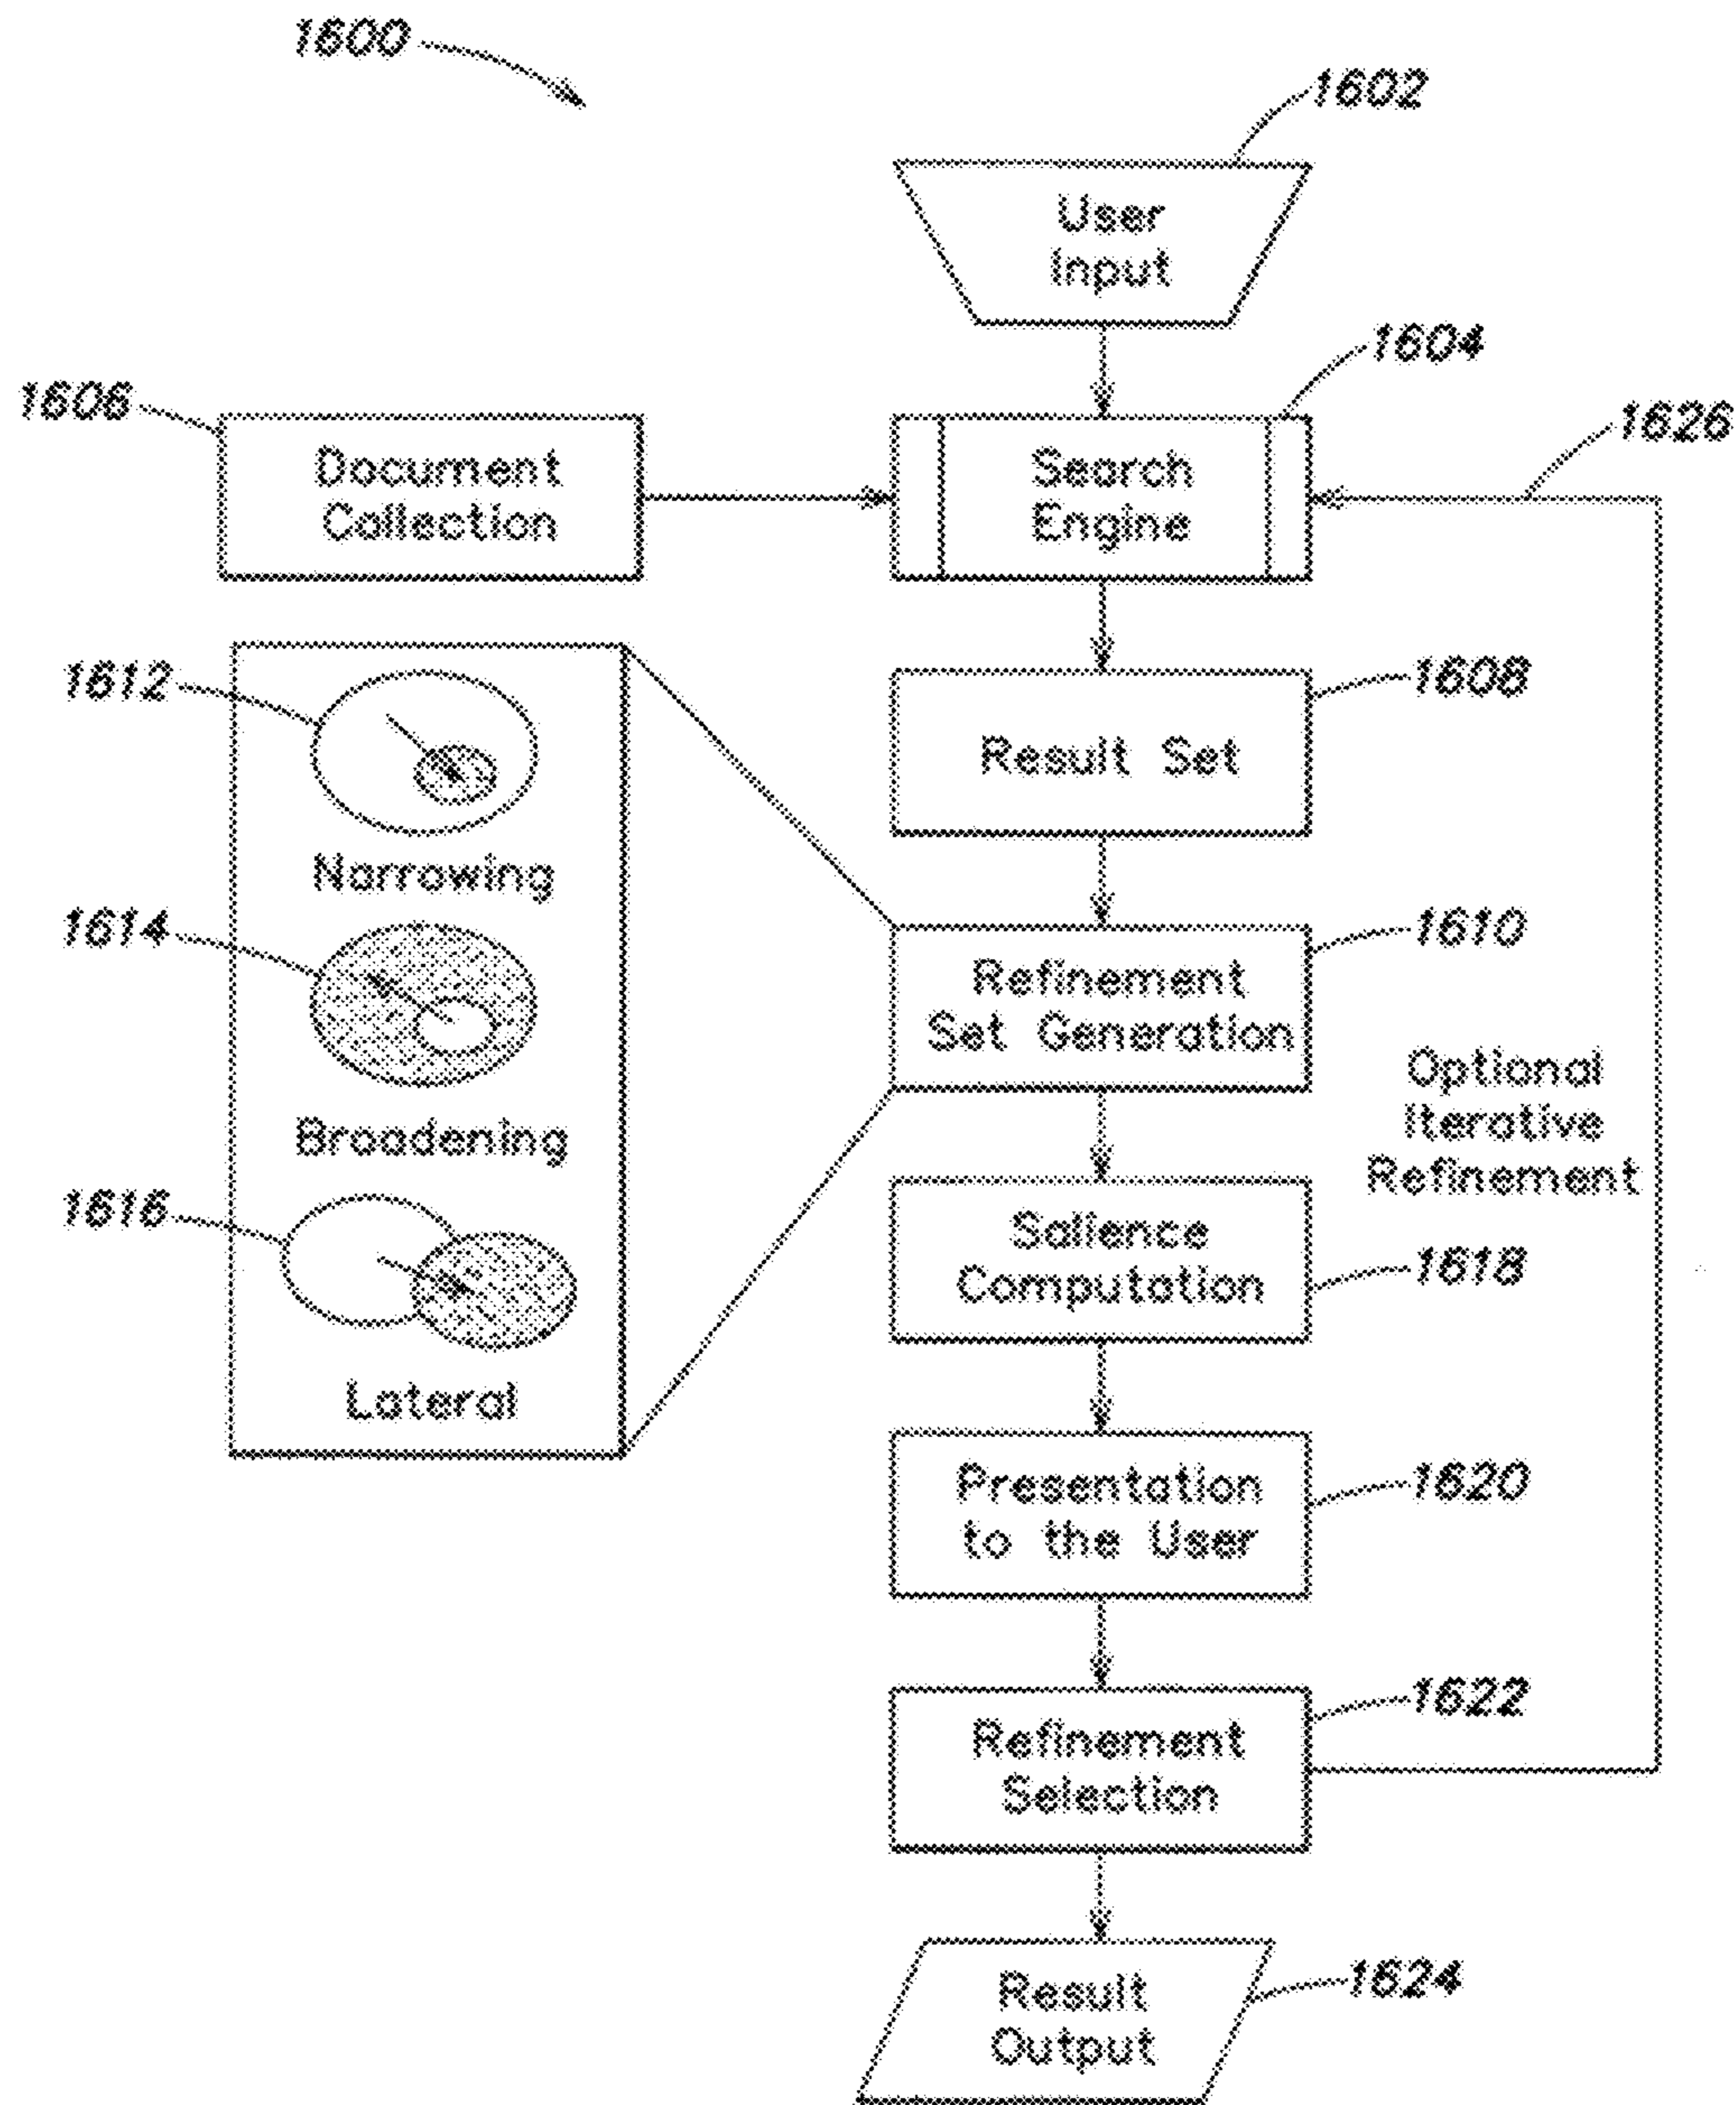 1600
1602
User
Input
1604
1606
1626
Document
Collection
Search
Engine
1612
1608
Result Set
Narrowing
1614
1610
Refinement
Set Generation
Optional
Iterative
Refinement
Broadening
1616
Salience
Computation
1618
Lateral
Presentation
to the User
1620
1622
Refinement
Selection
Result
Output
1624